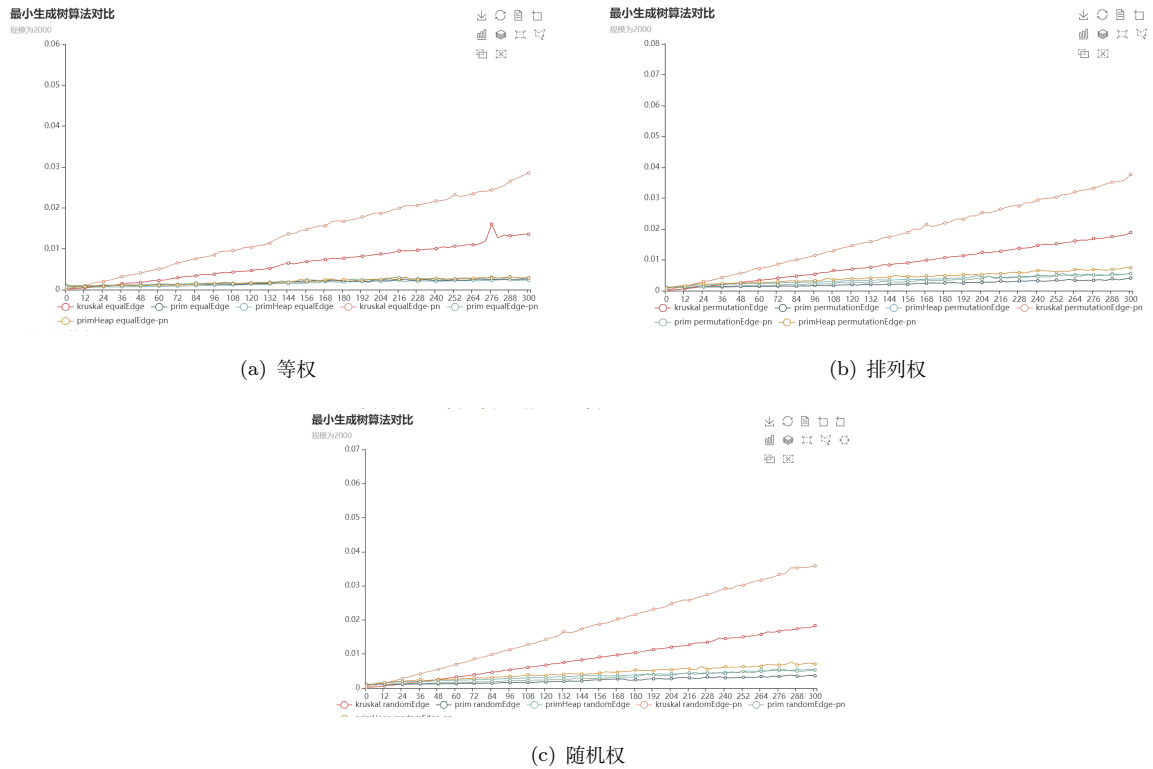 最小生成树算法对比
规模为2000
0.06
0.05
0.04
0.03
0.02
0.01
0
0 12 24 36 48 60 72 84 96 108 120 132 144 156 168 180 192 204 216 228 240 252 264 276 288 300
kruskal equalEdge prim equalEdge primHeap equalEdge kruskal equalEdge-pn prim equalEdge-pn
primHeap equalEdge-pn
(a) 等权
最小生成树算法对比
规模为2000
0.08
0.07
0.06
0.05
0.04
0.03
0.02
0.01
0
0 12 24 36 48 60 72 84 96 108 120 132 144 156 168 180 192 204 216 228 240 252 264 276 288 300
kruskal permutationEdge prim permutationEdge primHeap permutationEdge kruskal permutationEdge-pn
prim permutationEdge-pn primHeap permutationEdge-pn
(b) 排列权
最小生成树算法对比
规模为2000
0.07
0.06
0.05
0.04
0.03
0.02
0.01
0
0 12 24 36 48 60 72 84 96 108 120 132 144 156 168 180 192 204 216 228 240 252 264 276 288 300
kruskal randomEdge prim randomEdge primHeap randomEdge kruskal randomEdge-pn prim randomEdge-pn
primHeap randomEdge-pn
(c) 随机权